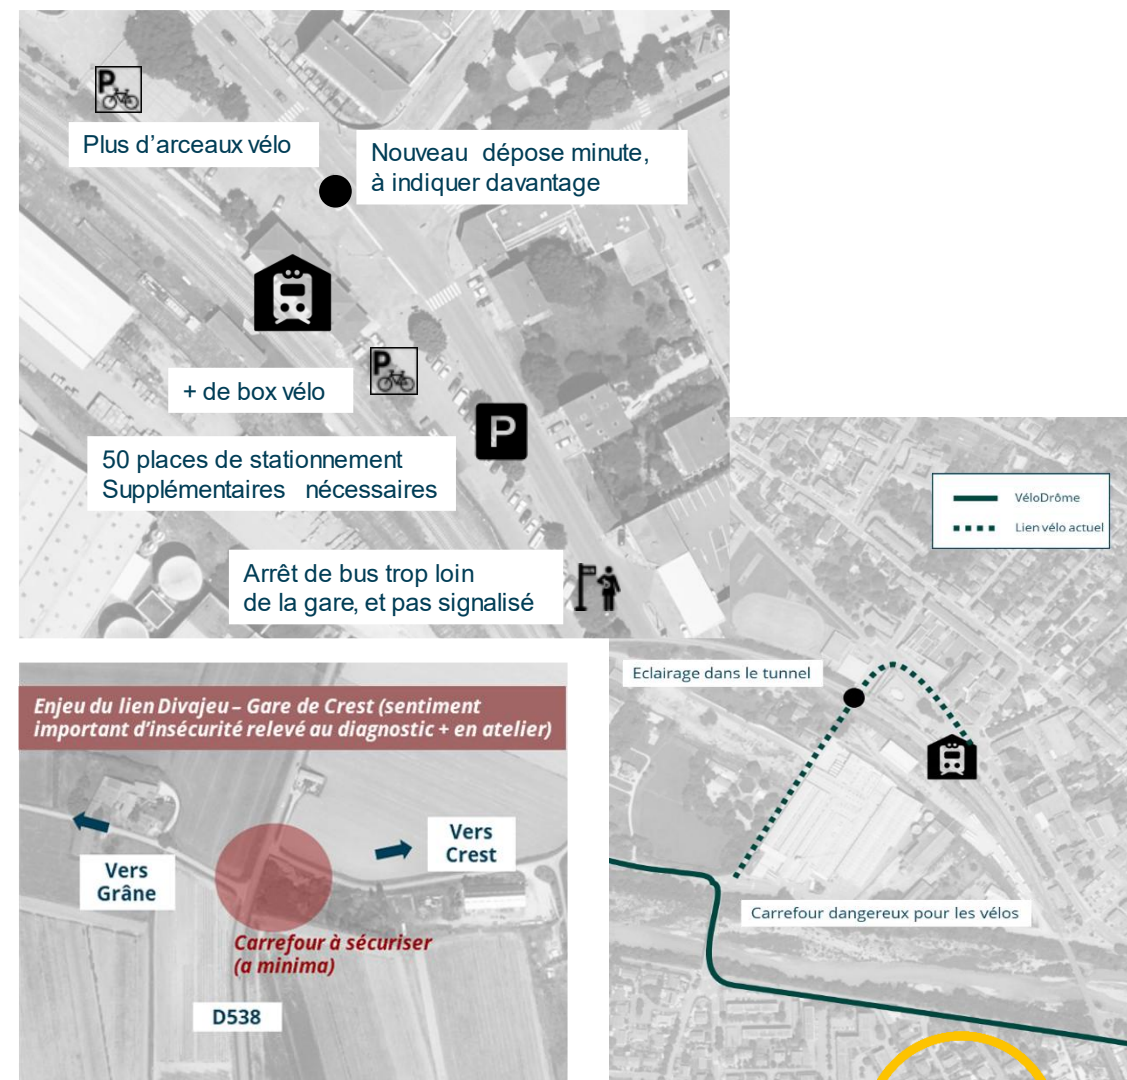 P
Plus d’arceaux vélo
Nouveau dépose minute,
à indiquer davantage
P
+ de box vélo
P
50 places de stationnement
Supplémentaires nécessaires
Arrêt de bus trop loin
de la gare, et pas signalisé
VéloDrôme
Lien vélo actuel
Eclairage dans le tunnel
Carrefour dangereux pour les vélos
Enjeu du lien Divajeu – Gare de Crest (sentiment
important d’insécurité relevé au diagnostic + en atelier)
Vers
Crest
Vers
Grâne
Carrefour à sécuriser
(a minima)
D538